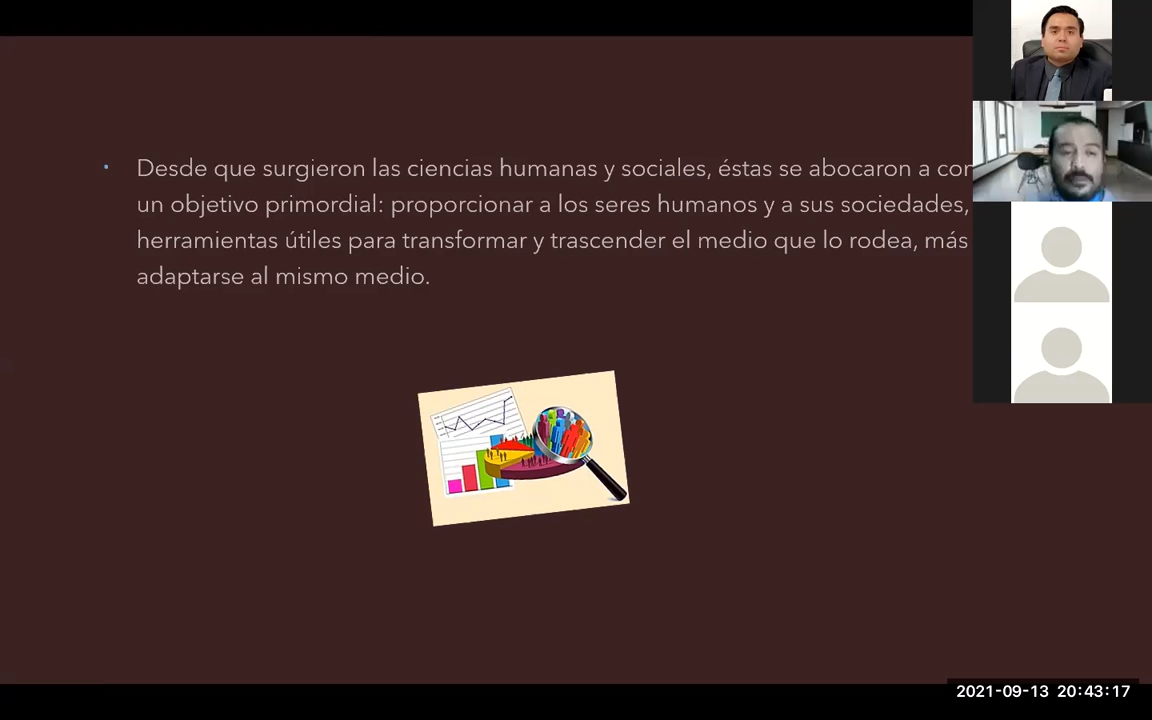 Desde que surgieron las ciencias humanas y sociales, éstas se abocaron a
un objetivo primordial: proporcionar a los seres humanos y a sus sociedades,
herramientas útiles para transformar y trascender el medio que lo rodea, más
adaptarse al mismo medio.
2021-09-13 20:43:17